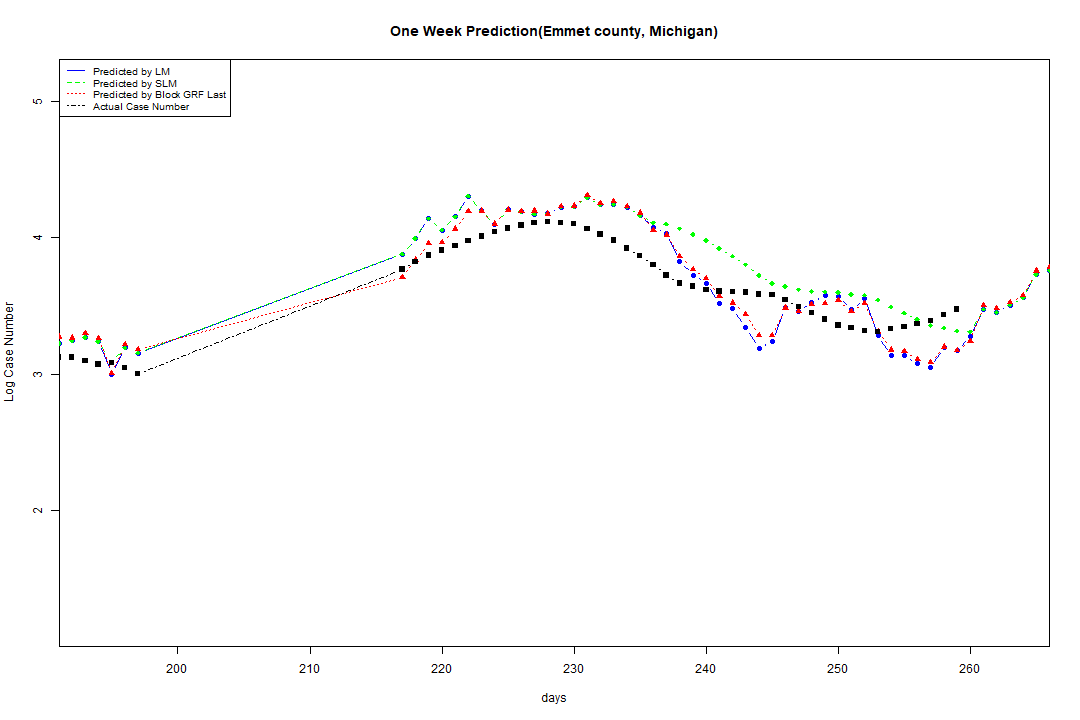 One Week Prediction(Emmet county, Michigan)
Predicted by LM
Predicted by SLM
Predicted by Block GRF Last
Actual Case Number
5
4
3
2
Log Case Number
200 210 220 230 240 250 260
days